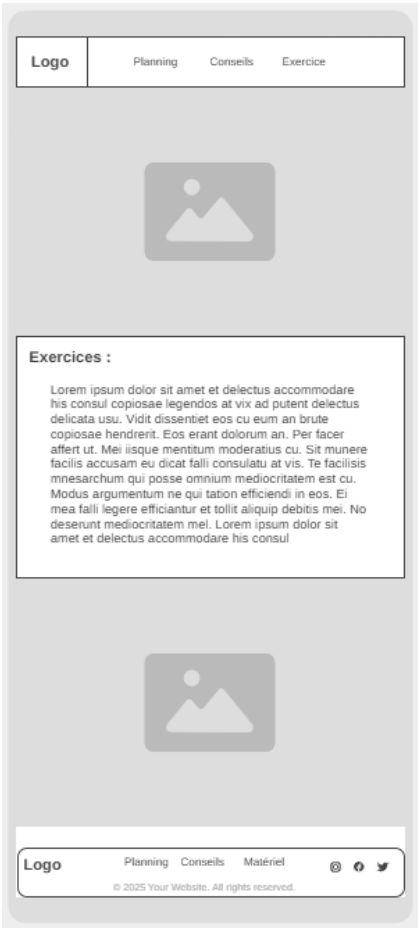 Logo
Planning Conseils Exercice
Exercices :
Lorem ipsum dolor sit amet et delectus accommodare
his consul copiosae legendos at vix ad putent delectus
delicata usu. Vidit dissentiet eos cu eum an brute
copiosae hendrerit. Eos erant dolorum an. Per facer
affert ut. Mei iisque mentitum moderatius cu. Sit munere
facilis accusam eu dicat falli consulatu at vis. Te facilisis
mnesarchum qui posse omnium mediocritatem est cu.
Modus argumentum ne qui tation efficiendi in eos. Ei
mea falli legere efficiantur et tollit aliquip debitis mei. No
deserunt mediocritatem mel. Lorem ipsum dolor sit
amet et delectus accommodare his consul
Logo
Planning Conseils Matériel
© 2025 Your Website. All rights reserved.